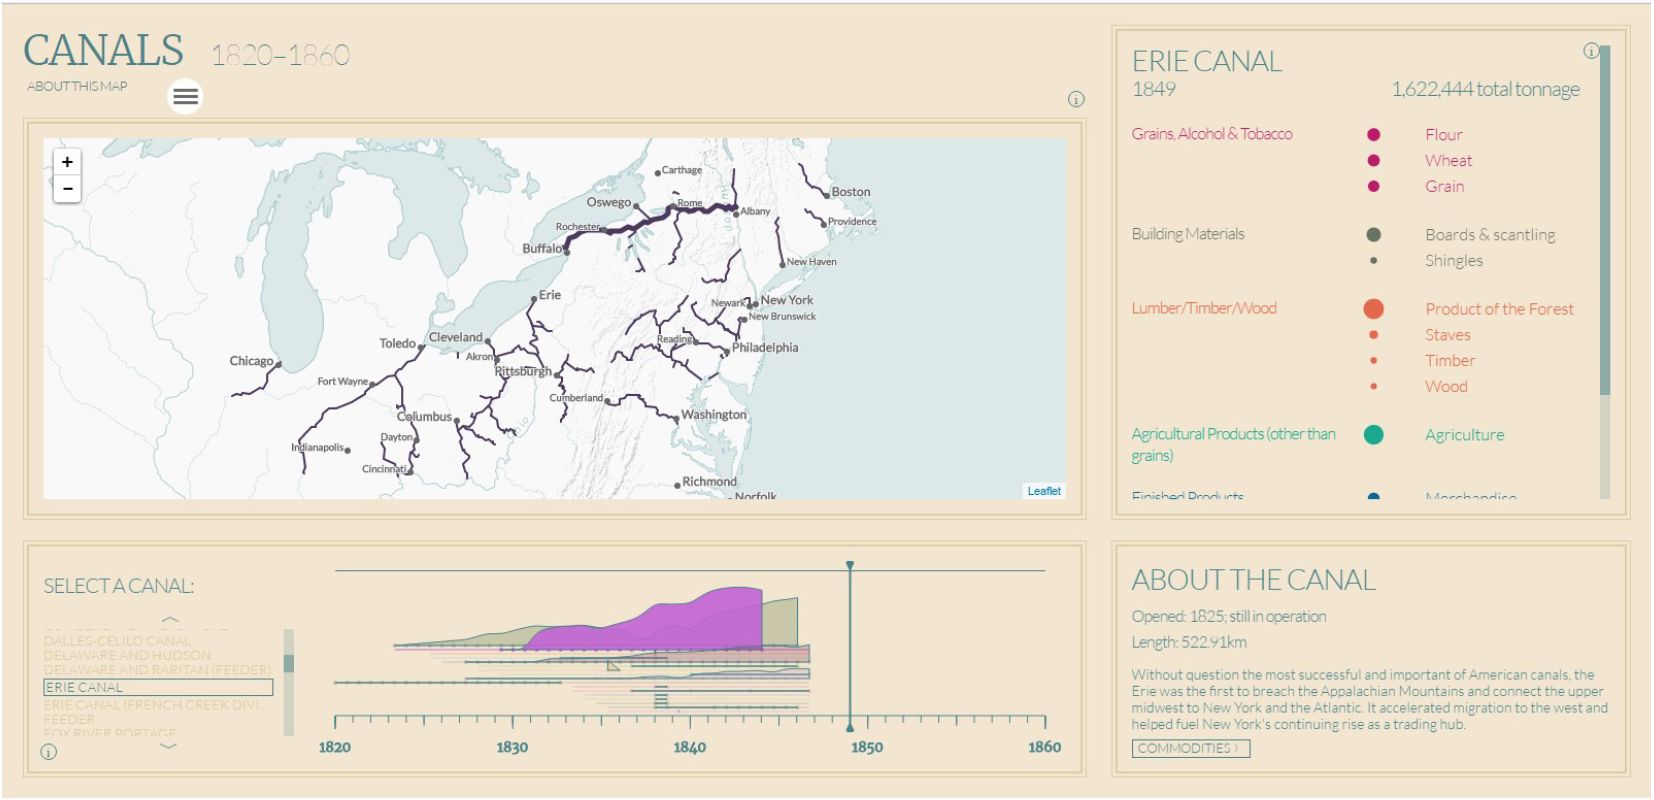 CANALS 1820–1860
ABOUT THIS MAP
+
−
Carthage
Boston
Oswego
Rome
Albany
Providence
Rochester
Buffalo
New Haven
Erie
Newark
New York
New Brunswick
Cleveland
Toledo
Reading
Philadelphia
Akron
Chicago
Pittsburgh
Fort Wayne
Cumberland
Columbus
Washington
Ohio
Dayton
Indianapolis
Cincinnati
Richmond
Norfolk
Leaflet
ERIE CANAL
1849 1,622,444 total tonnage
Grains, Alcohol & Tobacco Flour
Wheat
Grain
Building Materials Boards & scantling
Shingles
Lumber/Timber/Wood Product of the Forest
Staves
Timber
Wood
Agricultural Products (other than Agriculture
grains)
Finished Products Merchandise
SELECT A CANAL:
DALLES-CELILO CANAL
DELAWARE AND HUDSON
DELAWARE AND RARITAN (FEEDER)
ERIE CANAL
ERIE CANAL (FRENCH CREEK DIVI...
FEEDER
FOX RIVER PORTAGE
1820 1830 1840 1850 1860
ABOUT THE CANAL
Opened: 1825; still in operation
Length: 522.91km
Without question the most successful and important of American canals, the
Erie was the first to breach the Appalachian Mountains and connect the upper
midwest to New York and the Atlantic. It accelerated migration to the west and
helped fuel New York's continuing rise as a trading hub.
COMMODITIES ⟩